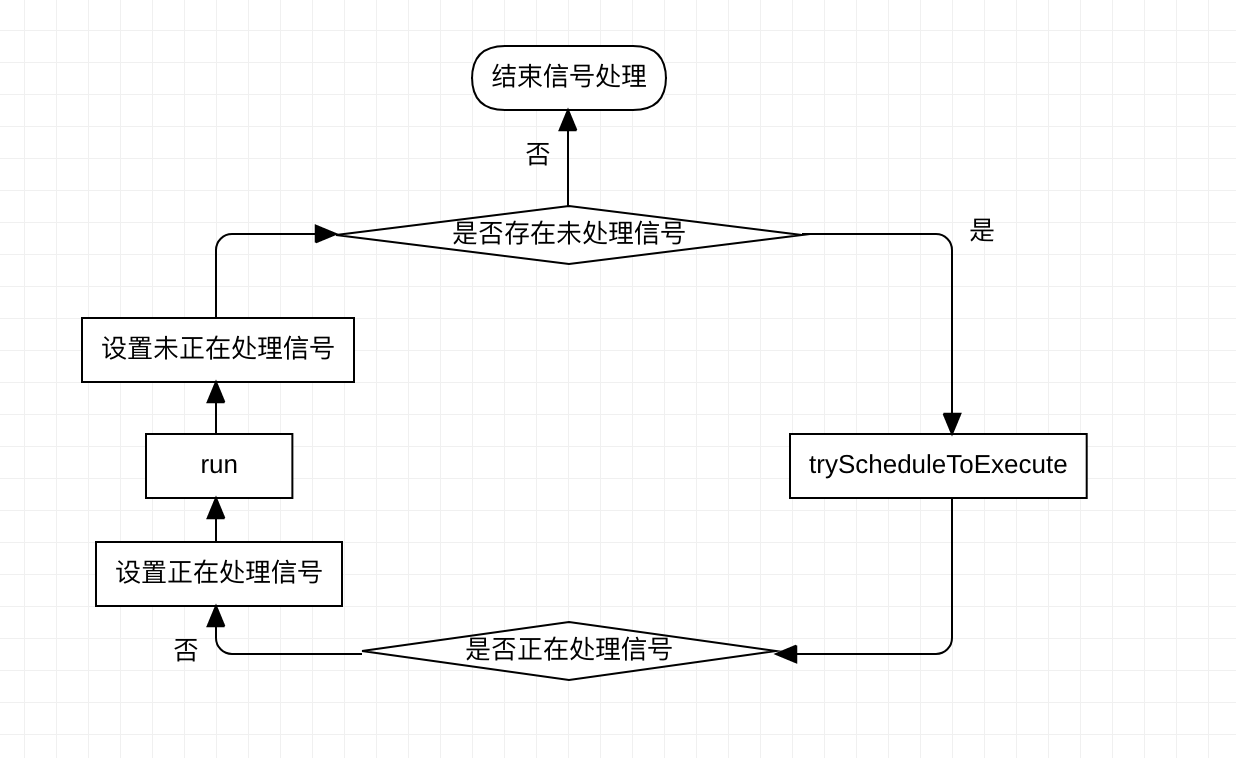 结束信号处理
否
是否存在未处理信号
是
设置未正在处理信号
run
tryScheduleToExecute
设置正在处理信号
否
是否正在处理信号